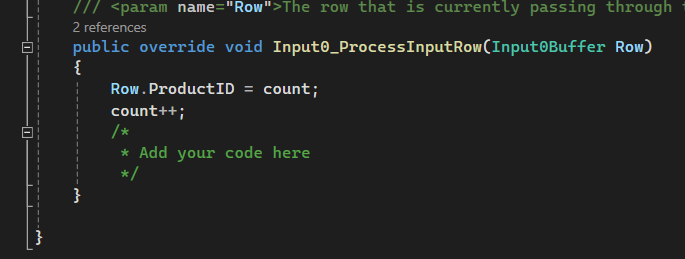 /// <param name="Row">The row that is currently passing through
2 references
public override void Input0_ProcessInputRow(Input0Buffer Row)
{
Row.ProductID = count;
count++;
/*
* Add your code here
*/
}
}